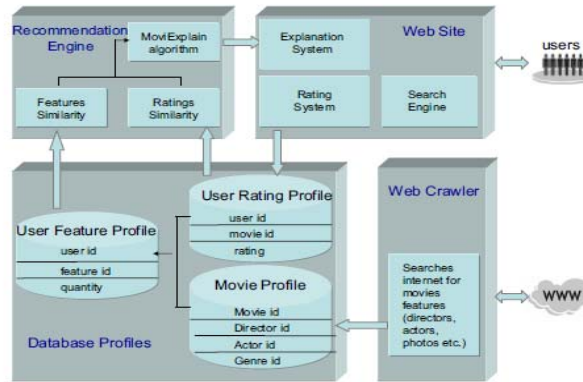 Recommendation
Engine
MoviExplain
algorithm
Features
Similarity
Ratings
Similarity
Web Site
Explanation
System
Rating
System
Search
Engine
users
User Feature Profile
user id
feature id
quantity
User Rating Profile
user id
movie id
rating
Movie Profile
Movie id
Director id
Actor id
Genre id
Database Profiles
Web Crawler
Searches
internet for
movies
features
(directors,
actors,
photos etc.)
WWW